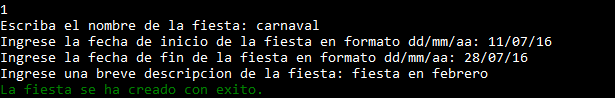 1
Escriba el nombre de la fiesta: carnaval
Ingrese la fecha de inicio de la fiesta en formato dd/mm/aa: 11/07/16
Ingrese la fecha de fin de la fiesta en formato dd/mm/aa: 28/07/16
Ingrese una breve descripcion de la fiesta: fiesta en febrero
La fiesta se ha creado con exito.